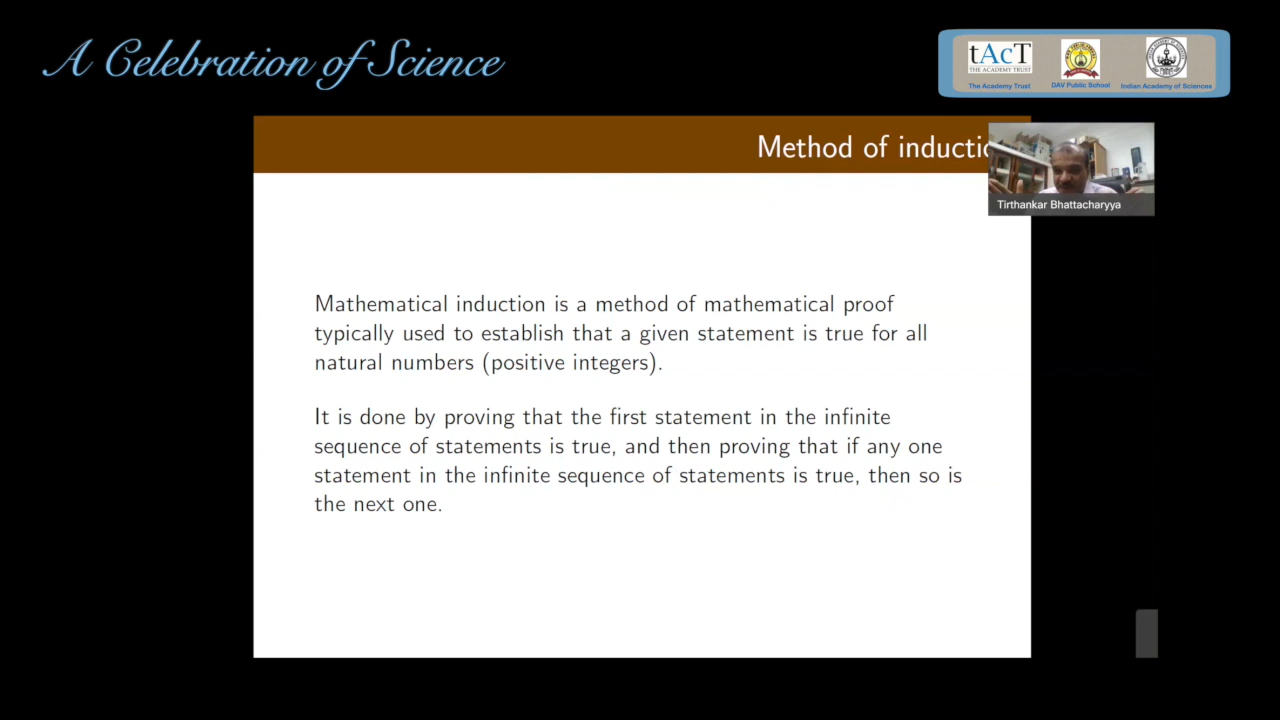 A Celebration of Science
tAcT
THE ACADEMY TRUST
The Academy Trust
DAV Public School
Indian Academy of Sciences
Method of inductio
Tirthankar Bhattacharyya
Mathematical induction is a method of mathematical proof
typically used to establish that a given statement is true for all
natural numbers (positive integers).
It is done by proving that the first statement in the infinite
sequence of statements is true, and then proving that if any one
statement in the infinite sequence of statements is true, then so is
the next one.